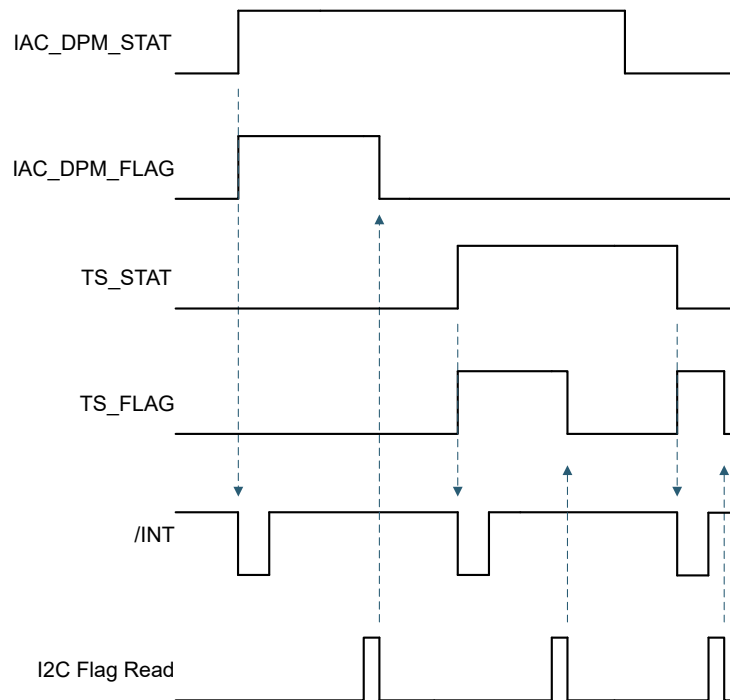 IAC_DPM_STAT
IAC_DPM_FLAG
TS_STAT
TS_FLAG
/INT
I2C Flag Read